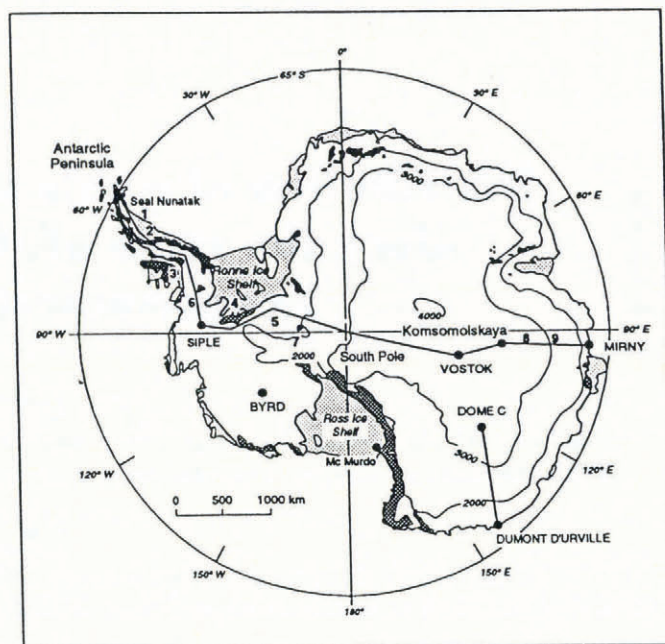 0°
65° S
30° W
30° E
Antarctic
Peninsula
60° W
Seal Nunatak
60° E
1
2
3000
3
Ronne Ice
Shelf
4
6
4000
5
Komsomolskaya
90° W
90° E
SIPLE
7
8
9
MIRNY
2000
South Pole
VOSTOK
BYRD
DOME C
Ross Ice
Shelf
Mc Murdo
3000
120° W
120° E
0 500 1000 km
2000
DUMONT D'URVILLE
150° W
150° E
180°